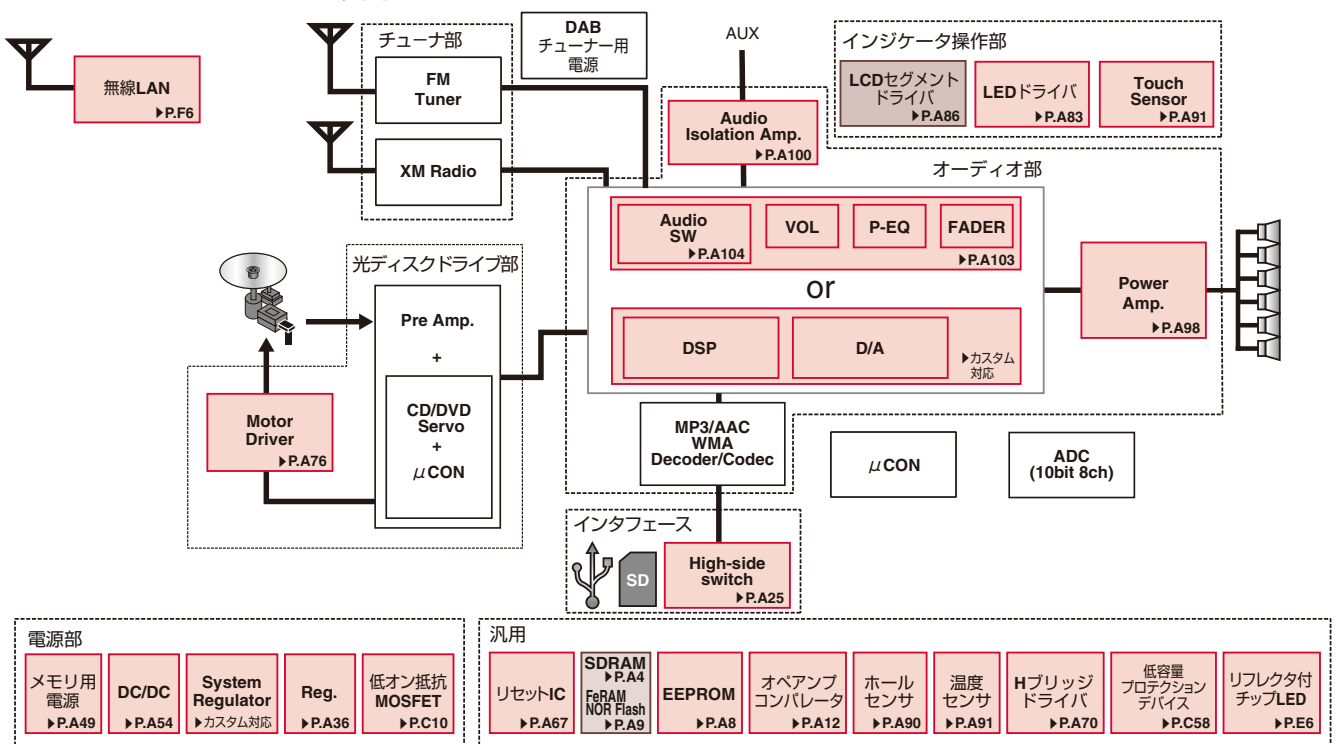 無線LAN
▶P.F6
チューナ部
FM
Tuner
XM Radio
DAB
チューナー用
電源
AUX
Audio
Isolation Amp.
▶P.A100
インジケータ操作部
LCDセグメント
ドライバ
▶P.A86
LEDドライバ
▶P.A83
Touch
Sensor
▶P.A91
オーディオ部
Audio
SW
▶P.A104
VOL
P-EQ
FADER
▶P.A103
or
DSP
D/A
▶カスタム
対応
Power
Amp.
▶P.A98
光ディスクドライブ部
Pre Amp.
+
CD/DVD
Servo
+
μCON
Motor
Driver
▶P.A76
MP3/AAC
WMA
Decoder/Codec
μCON
ADC
(10bit 8ch)
インタフェース
SD
High-side
switch
▶P.A25
電源部
メモリ用
電源
▶P.A49
DC/DC
▶P.A54
System
Regulator
▶カスタム対応
Reg.
▶P.A36
低オン抵抗
MOSFET
▶P.C10
汎用
リセットIC
▶P.A67
SDRAM
▶P.A4
FeRAM
NOR Flash
▶P.A9
EEPROM
▶P.A8
オペアンプ
コンパレータ
▶P.A12
ホール
センサ
▶P.A90
温度
センサ
▶P.A91
Hブリッジ
ドライバ
▶P.A70
低容量
プロテクション
デバイス
▶P.C58
リフレクタ付
チップLED
▶P.E6